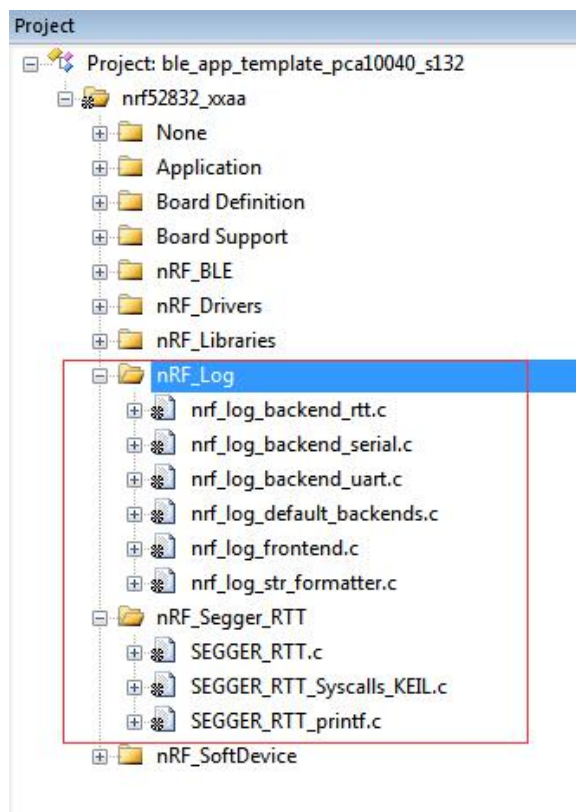 Project
Project: ble_app_template_pca10040_s132
nrf52832_xxaa
None
Application
Board Definition
Board Support
nRF_BLE
nRF_Drivers
nRF_Libraries
nRF_Log
nrf_log_backend_rtt.c
nrf_log_backend_serial.c
nrf_log_backend_uart.c
nrf_log_default_backends.c
nrf_log_frontend.c
nrf_log_str_formatter.c
nRF_Segger_RTT
SEGGER_RTT.c
SEGGER_RTT_Syscalls_KEIL.c
SEGGER_RTT_printf.c
nRF_SoftDevice